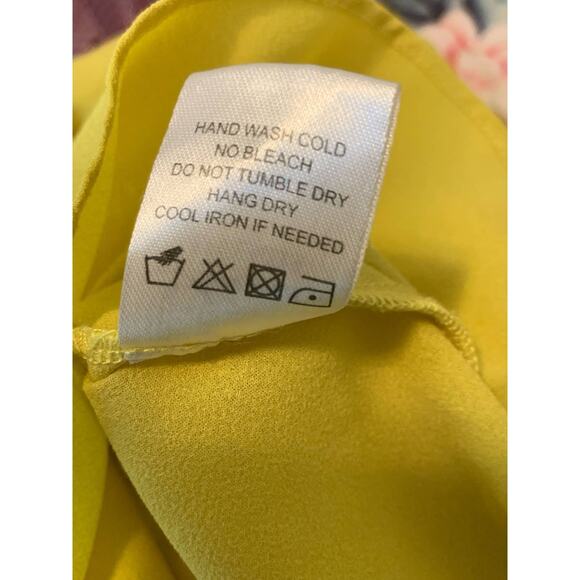 HAND WASH COLD
NO BLEACH
DO NOT TUMBLE DRY
HANG DRY
COOL IRON IF NEEDED